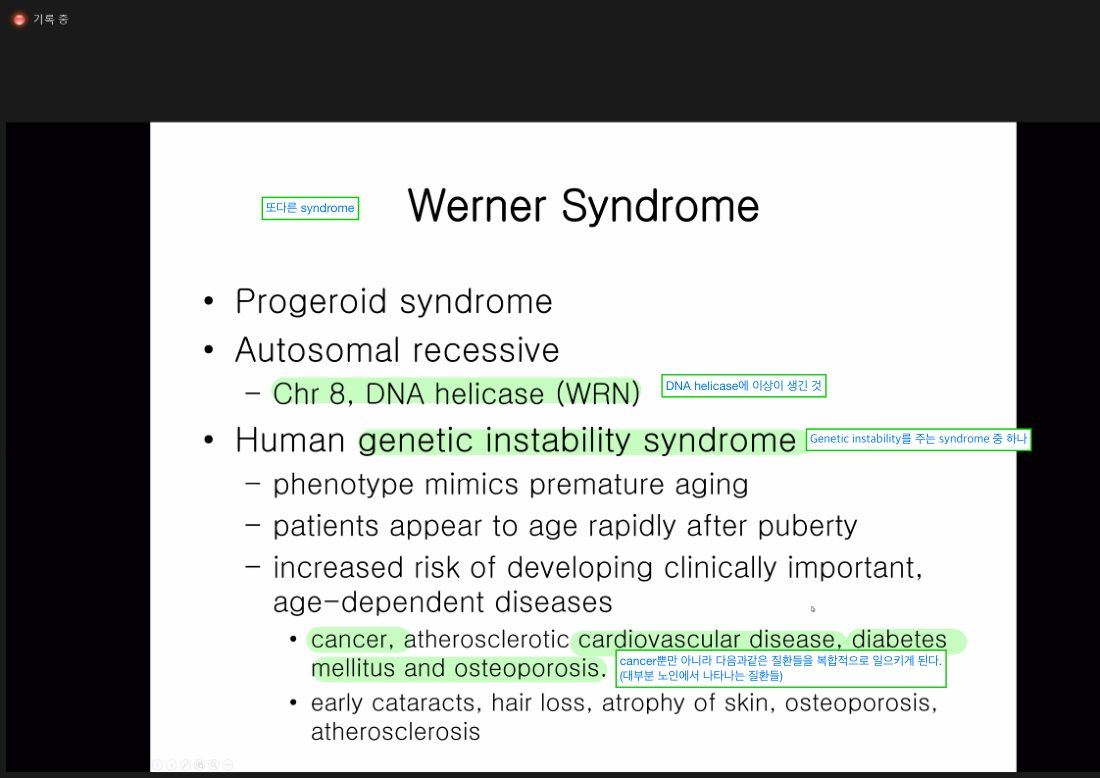 기록 중
또다른 syndrome
Werner Syndrome
• Progeroid syndrome
• Autosomal recessive
– Chr 8, DNA helicase (WRN)
DNA helicase에 이상이 생긴 것
• Human genetic instability syndrome
Genetic instability를 주는 syndrome 중 하나
– phenotype mimics premature aging
– patients appear to age rapidly after puberty
– increased risk of developing clinically important,
age-dependent diseases
• cancer, atherosclerotic cardiovascular disease, diabetes
mellitus and osteoporosis.
cancer뿐만 아니라 다음과같은 질환들을 복합적으로 일으키게 된다.
(대부분 노인에서 나타나는 질환들)
• early cataracts, hair loss, atrophy of skin, osteoporosis,
atherosclerosis